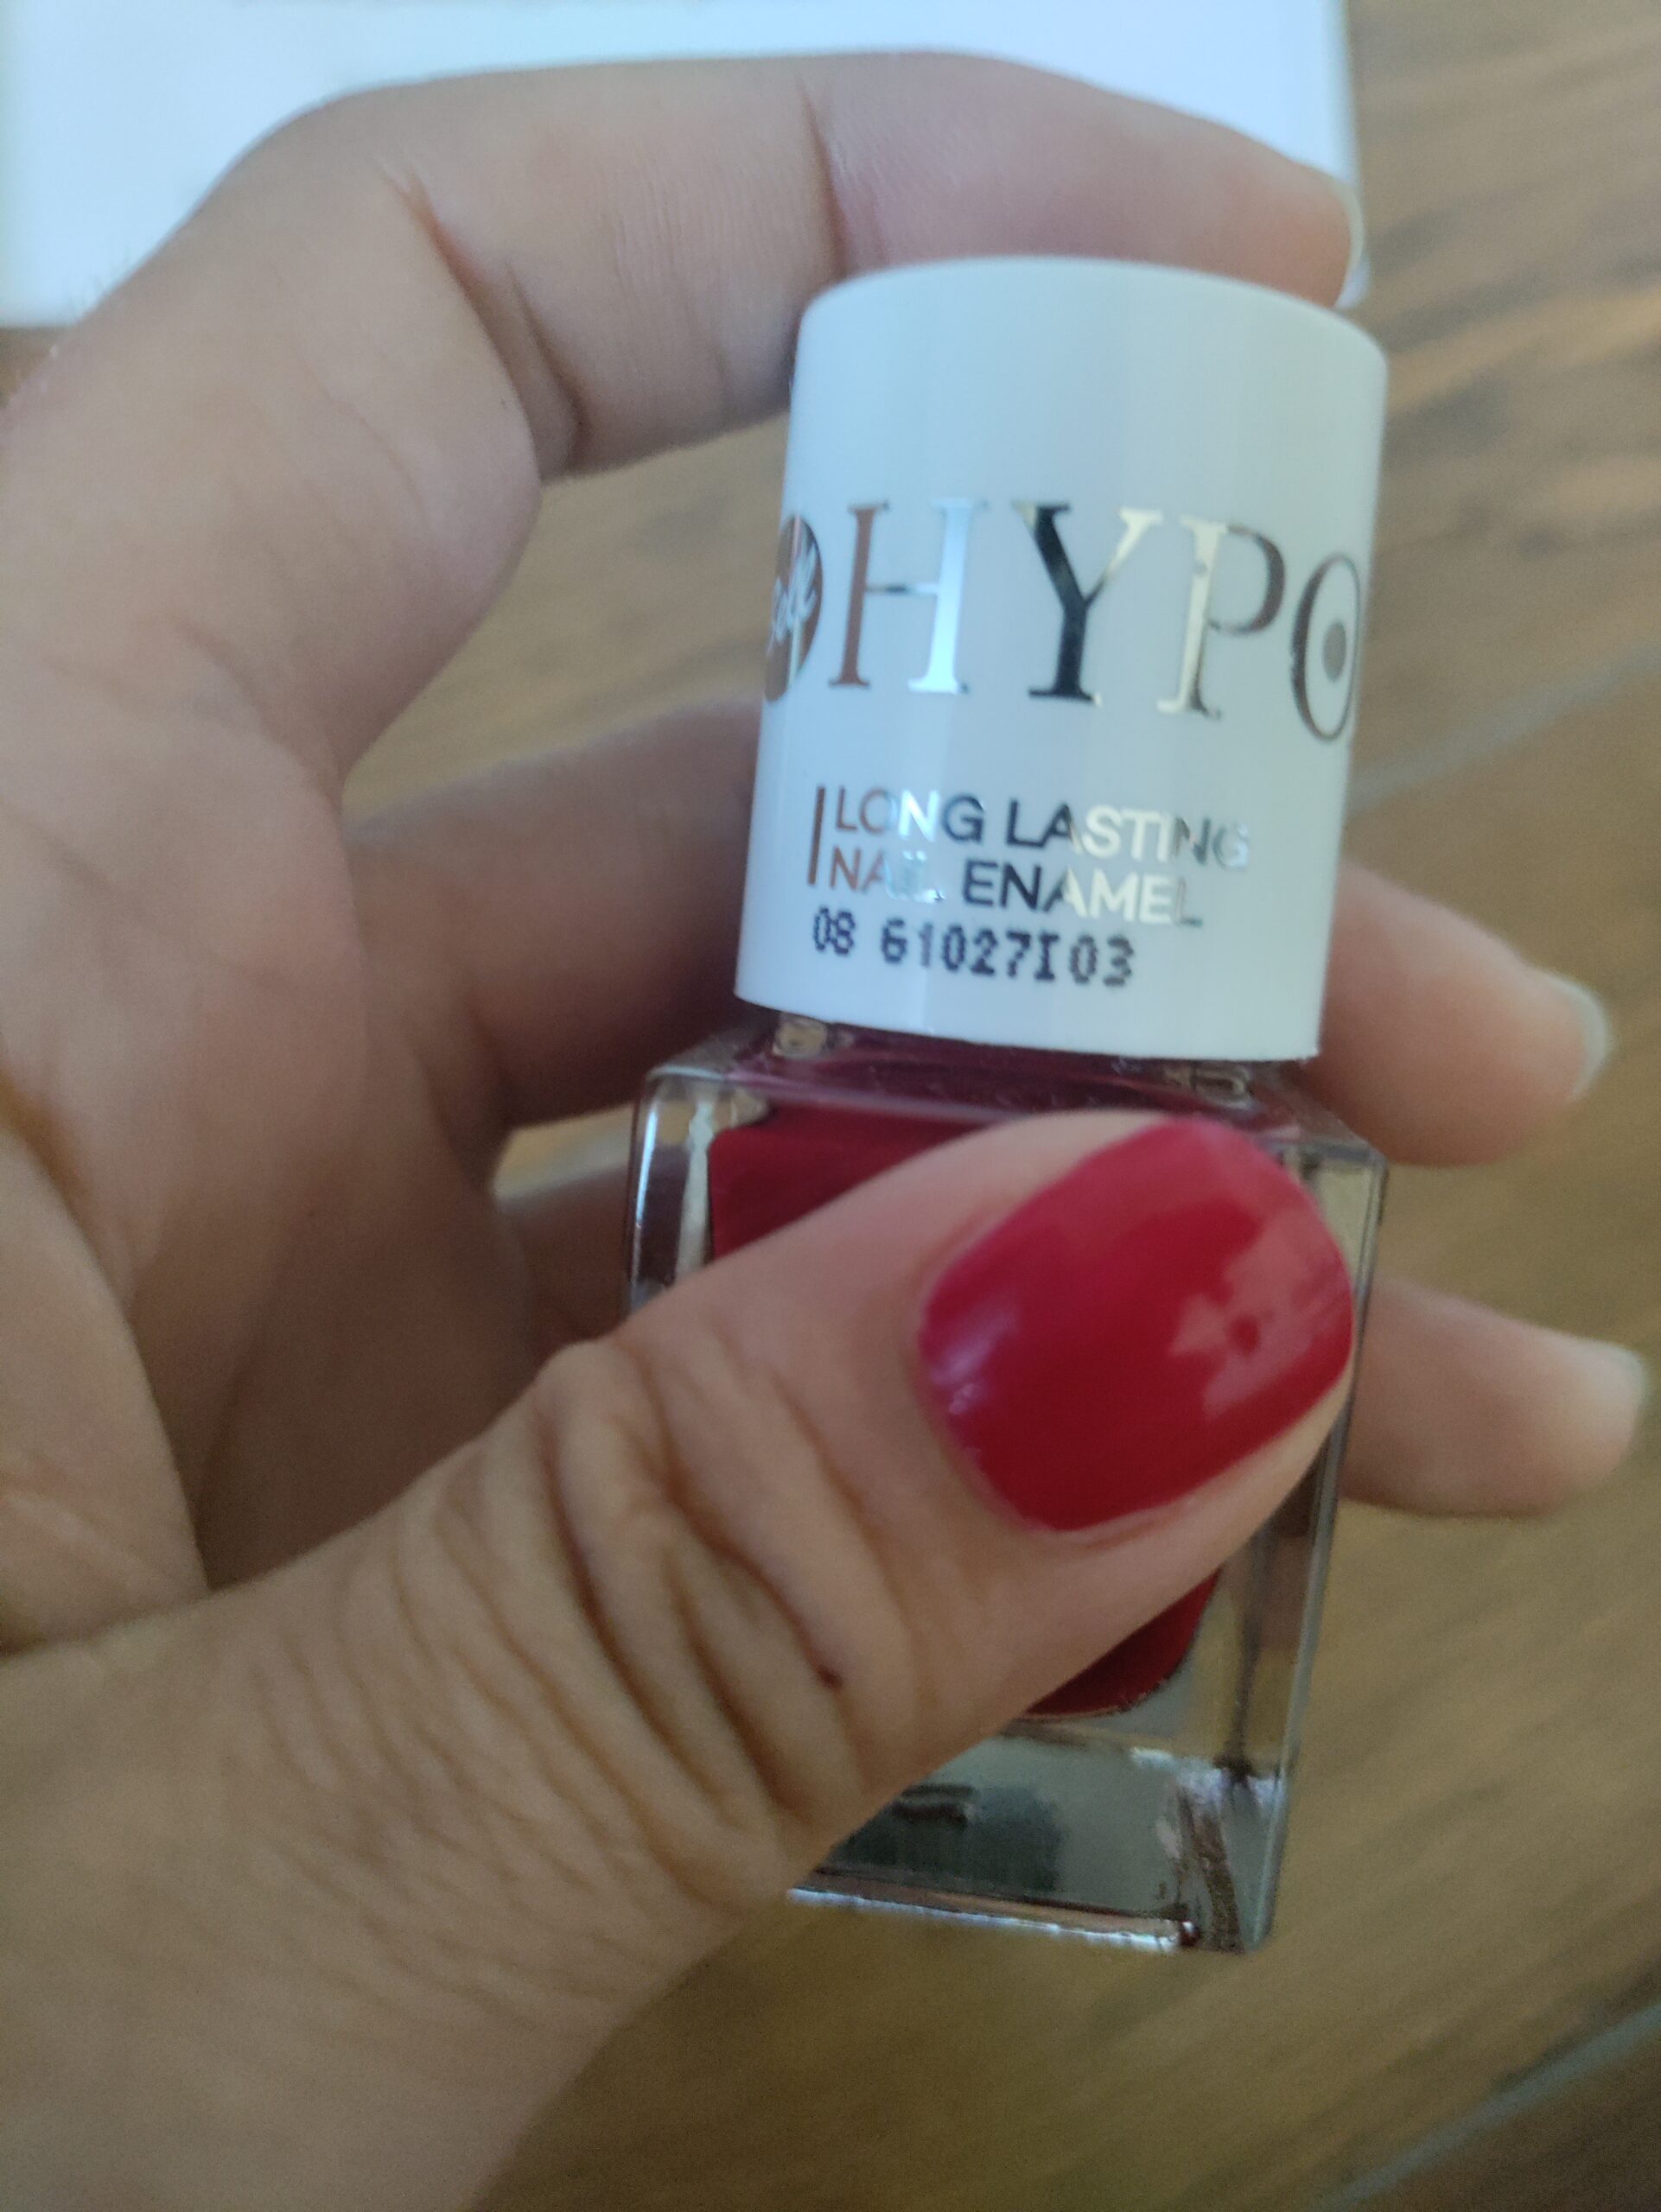 HYPO
LONG LASTING
NAIL ENAMEL
08 61027I03